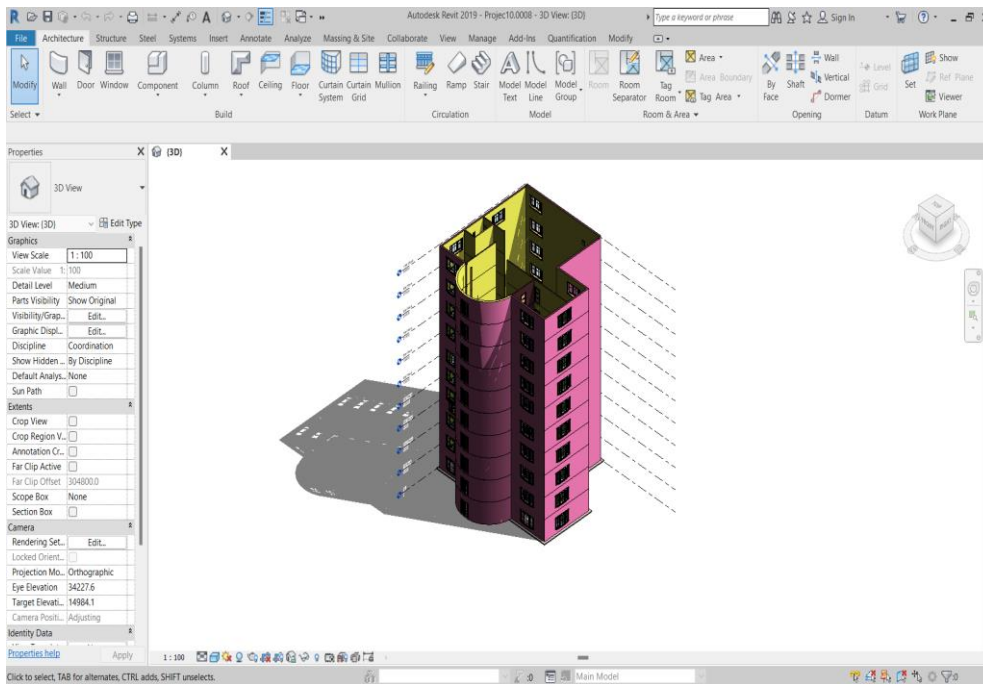 Autodesk Revit 2019 - Projec10.0008 - 3D View: {3D}
Type a keyword or phrase
Sign In
File Architecture Structure Steel Systems Insert Annotate Analyze Massing & Site Collaborate View Manage Add-Ins Quantification Modify
Modify Wall Door Window Component Column Roof Ceiling Floor Curtain System Curtain Grid Mullion Railing Ramp Stair Model Text Model Line Model Group Room Room Separator Tag Room
Area
Area Boundary
Tag Area
By Face Shaft
Wall
Vertical
Dormer
Level
Grid
Set
Show
Ref Plane
Viewer
Select Build Circulation Model Room & Area Opening Datum Work Plane
Properties X
{3D} X
3D View
3D View: {3D} Edit Type
Graphics
View Scale 1 : 100
Scale Value 1: 100
Detail Level Medium
Parts Visibility Show Original
Visibility/Grap... Edit...
Graphic Displ... Edit...
Discipline Coordination
Show Hidden ... By Discipline
Default Analys... None
Sun Path
Extents
Crop View
Crop Region V...
Annotation Cr...
Far Clip Active
Far Clip Offset 304800.0
Scope Box None
Section Box
Camera
Rendering Set... Edit...
Locked Orient...
Projection Mo... Orthographic
Eye Elevation 34227.6
Target Elevati... 14984.1
Camera Positi... Adjusting
Identity Data
Properties help Apply
1 : 100
Click to select, TAB for alternates, CTRL adds, SHIFT unselects.
:0 Main Model :0